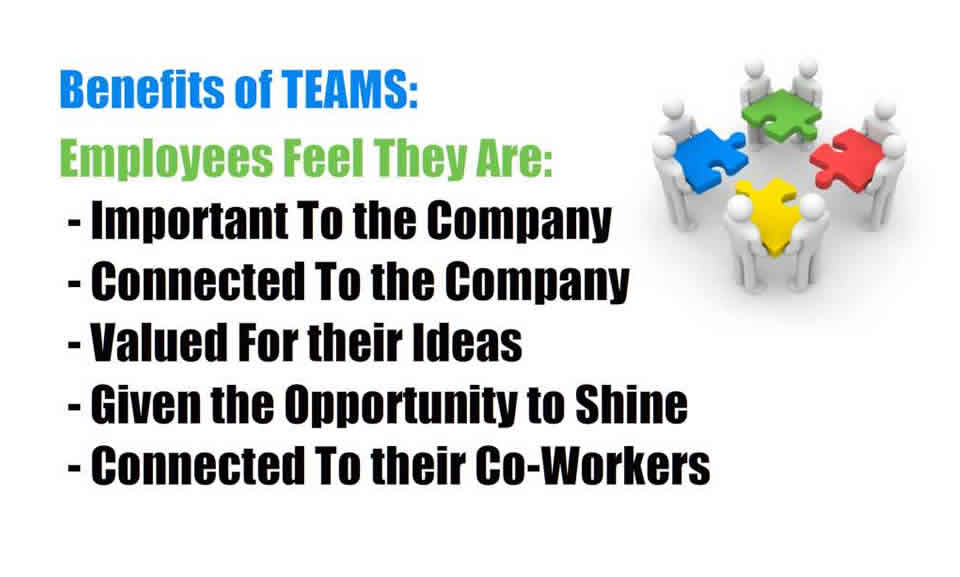 Benefits of TEAMS:
Employees Feel They Are:
- Important To the Company
- Connected To the Company
- Valued For their Ideas
- Given the Opportunity to Shine
- Connected To their Co-Workers